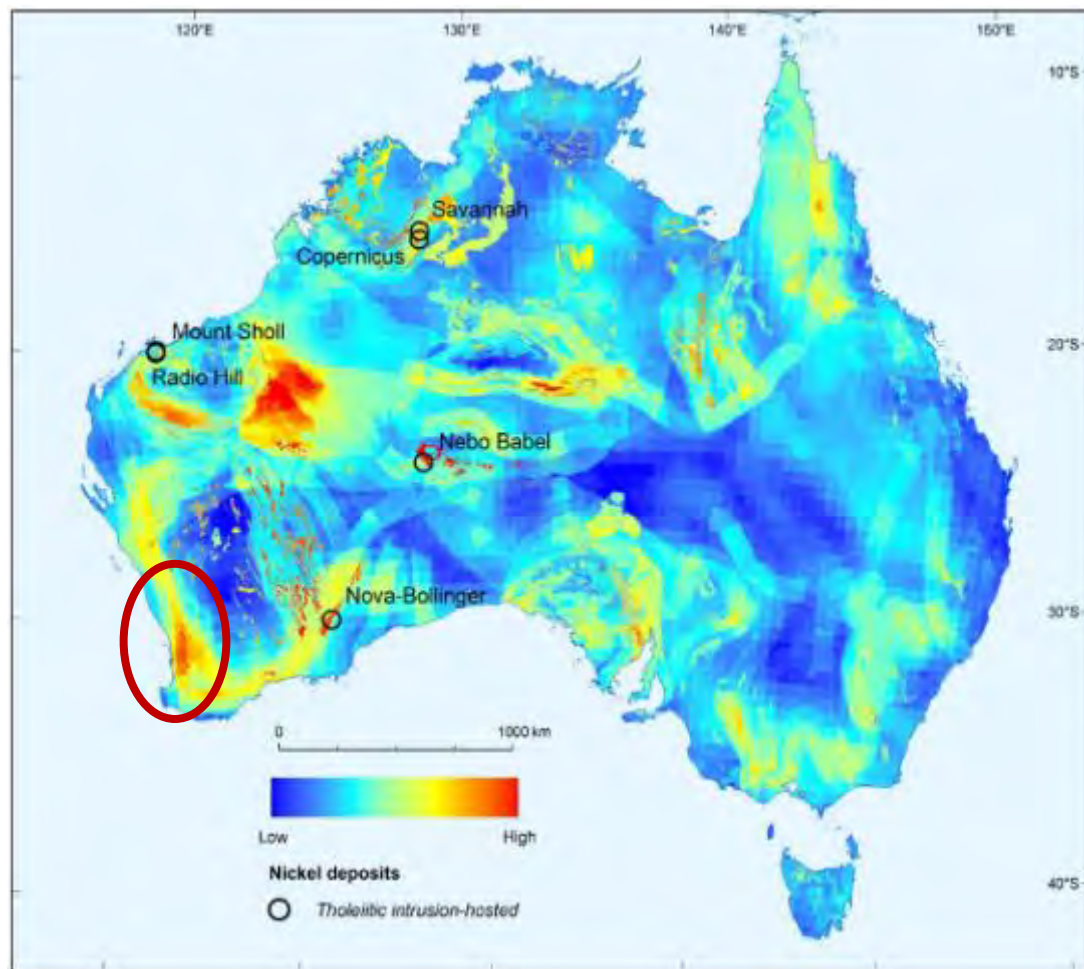 120°E 130°E 140°E 150°E
10°S
Savannah
Copernicus
Mount Sholl
20°S
Radio Hill
Nebo Babel
Nova-Boilinger
30°S
0 1000 km
Low High
Nickel deposits
40°S
Tholeiitic intrusion-hosted